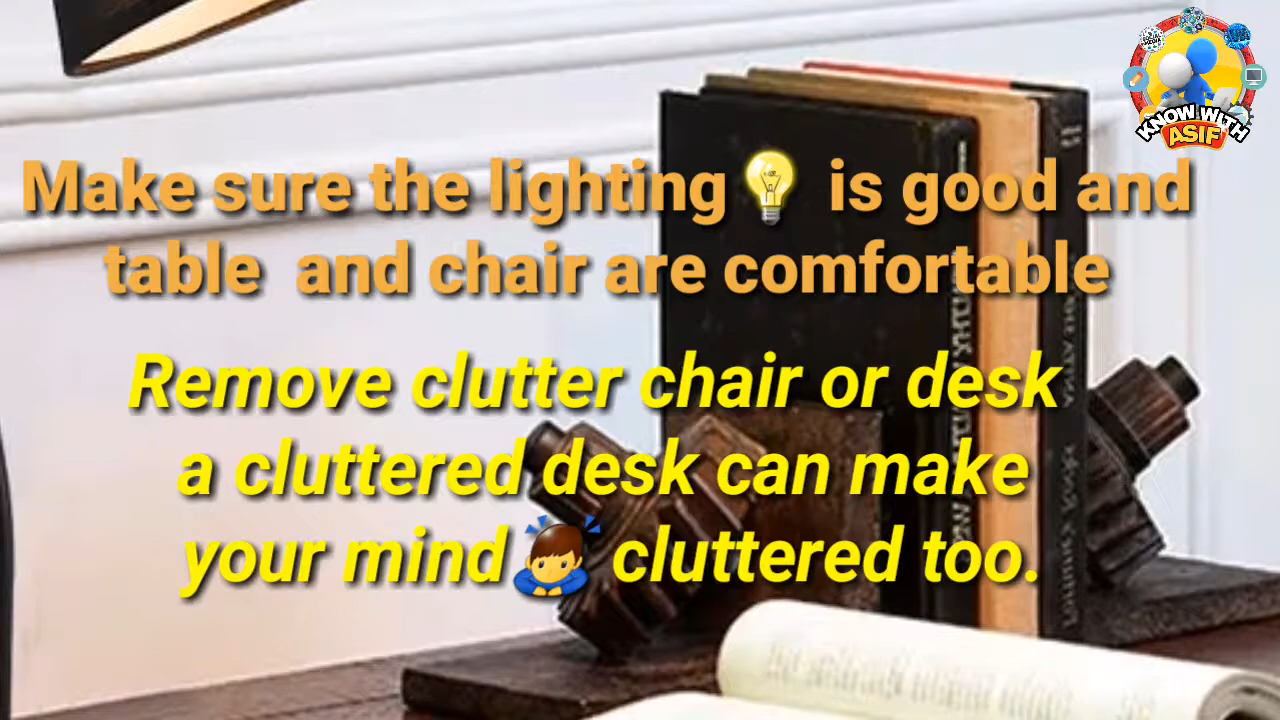 KNOW WITH
ASIF
Make sure the lighting💡 is good and
table and chair are comfortable
Remove clutter chair or desk
a cluttered desk can make
your mind🙇‍♂️ cluttered too.